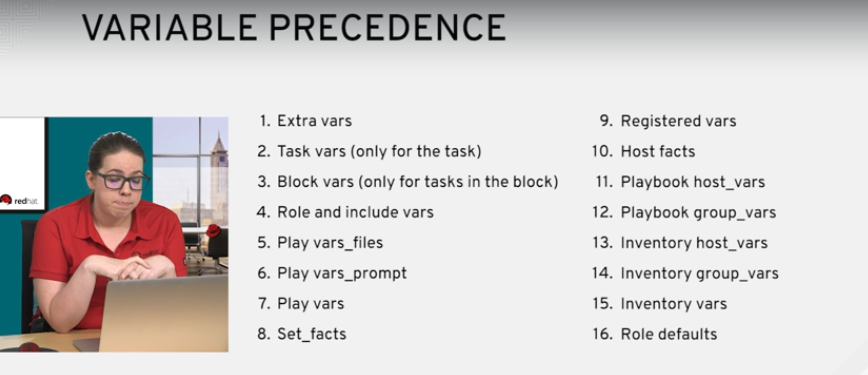 VARIABLE PRECEDENCE
redhat.
1. Extra vars
2. Task vars (only for the task)
3. Block vars (only for tasks in the block)
4. Role and include vars
5. Play vars_files
6. Play vars_prompt
7. Play vars
8. Set_facts
9. Registered vars
10. Host facts
11. Playbook host_vars
12. Playbook group_vars
13. Inventory host_vars
14. Inventory group_vars
15. Inventory vars
16. Role defaults